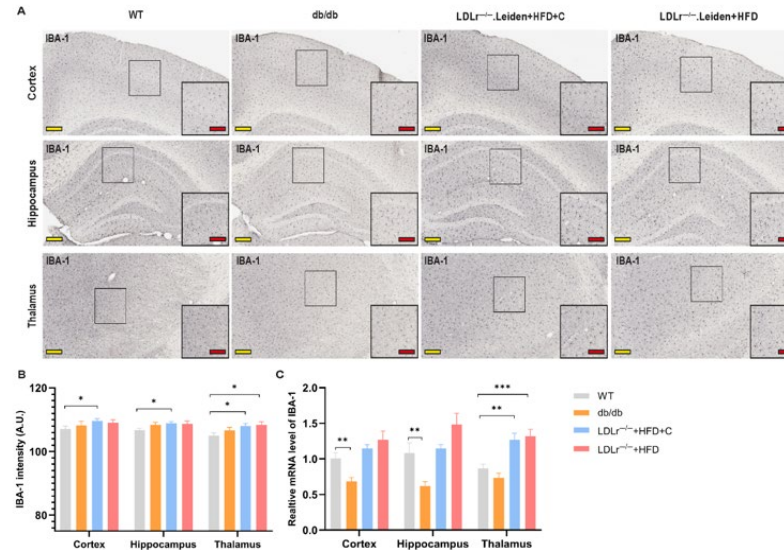 A
WT
db/db
LDLr−/−.Leiden+HFD+C
LDLr−/−.Leiden+HFD
Cortex
IBA-1
IBA-1
IBA-1
IBA-1
Hippocampus
IBA-1
IBA-1
IBA-1
IBA-1
Thalamus
IBA-1
IBA-1
IBA-1
IBA-1
B
IBA-1 intensity (A.U.)
120
100
80
*
*
*
*
Cortex
Hippocampus
Thalamus
C
Realtive mRNA level of IBA-1
2.0
1.5
1.0
0.5
0.0
**
**
***
**
Cortex
Hippocampus
Thalamus
WT
db/db
LDLr−/−+HFD+C
LDLr−/−+HFD